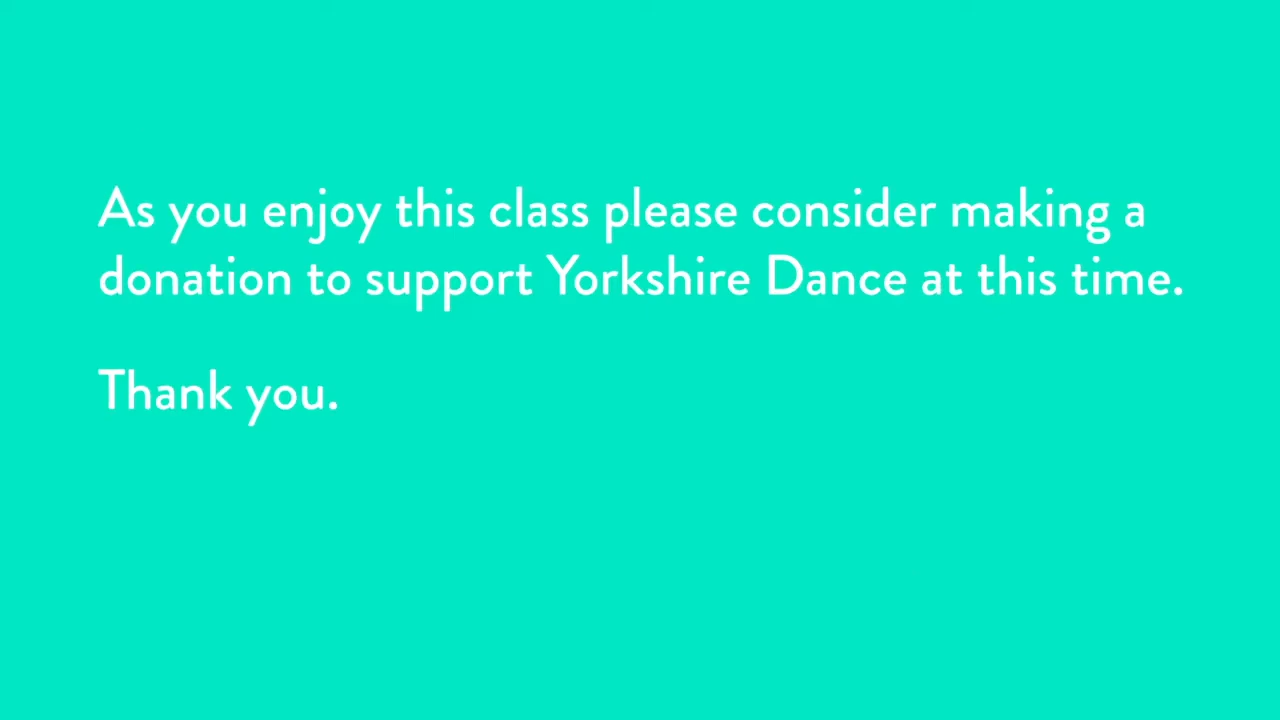 As you enjoy this class please consider making a
donation to support Yorkshire Dance at this time.
Thank you.